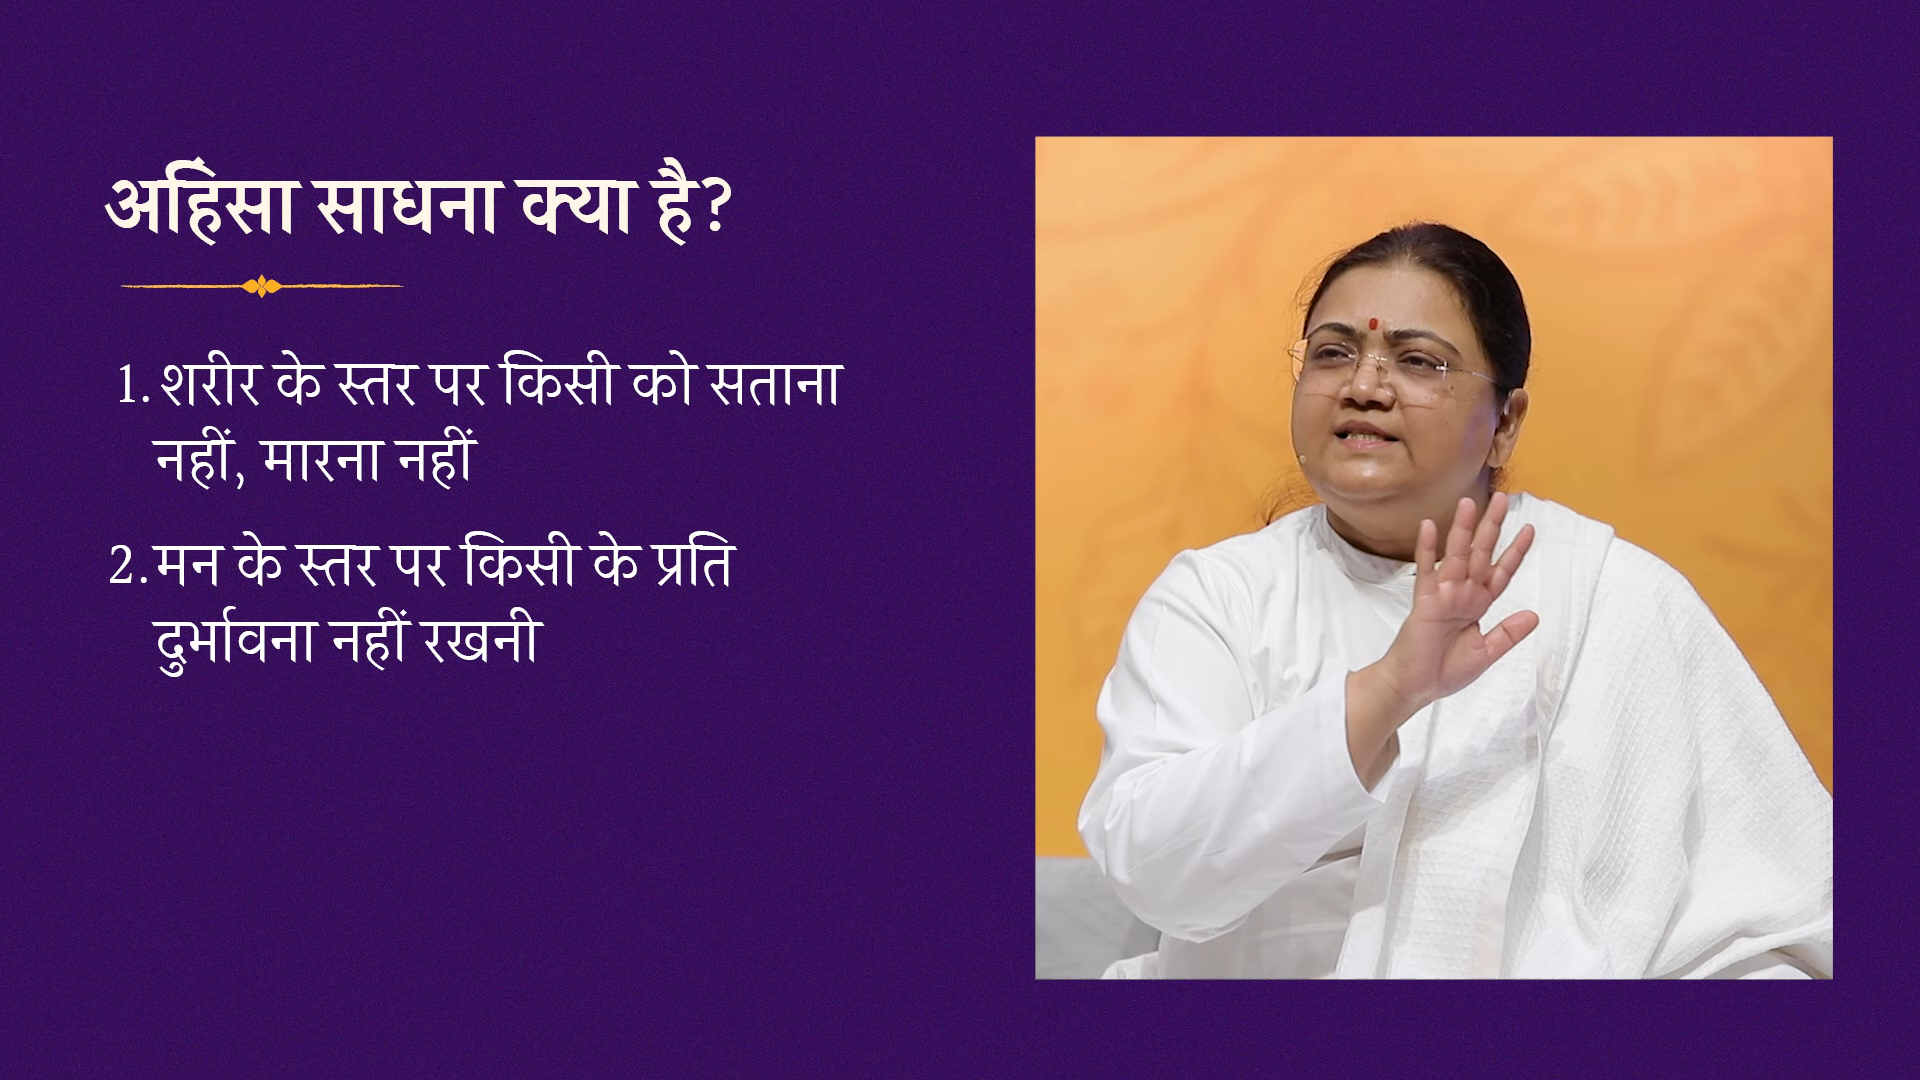 अहिंसा साधना क्या है?
1. शरीर के स्तर पर किसी को सताना
नहीं, मारना नहीं
2. मन के स्तर पर किसी के प्रति
दुर्भावना नहीं रखनी